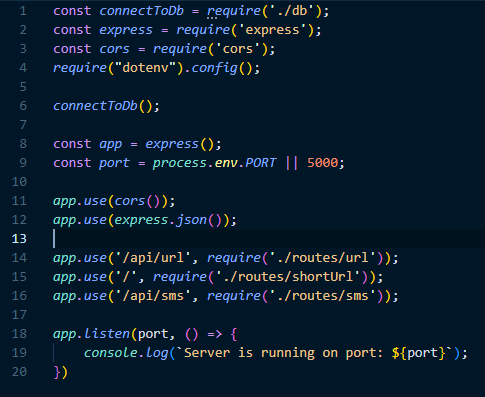 1 const connectToDb = require('./db');
2 const express = require('express');
3 const cors = require('cors');
4 require("dotenv").config();
5
6 connectToDb();
7
8 const app = express();
9 const port = process.env.PORT || 5000;
10
11 app.use(cors());
12 app.use(express.json());
13
14 app.use('/api/url', require('./routes/url'));
15 app.use('/', require('./routes/shortUrl'));
16 app.use('/api/sms', require('./routes/sms'));
17
18 app.listen(port, () => {
19     console.log(`Server is running on port: ${port}`);
20 })